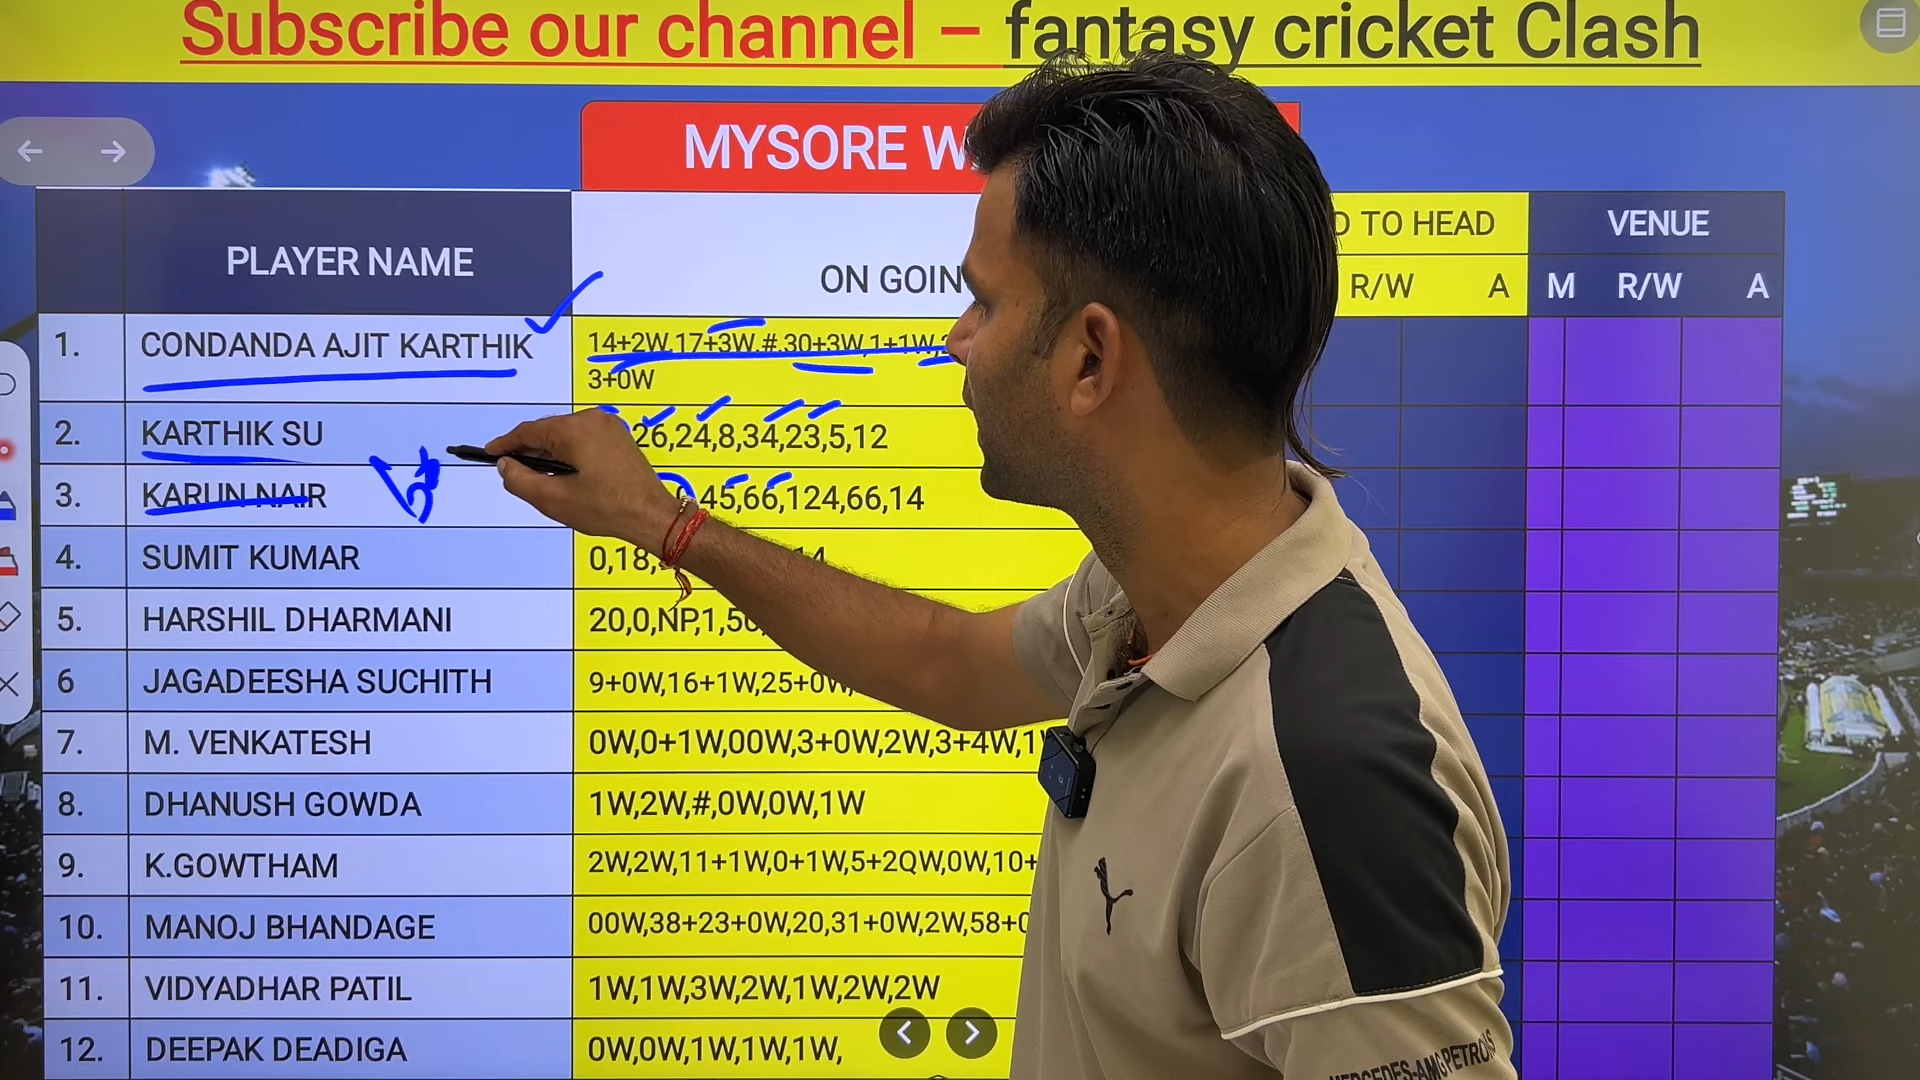 Subscribe our channel – fantasy cricket Clash
MYSORE
PLAYER NAME
ON GOIN
TO HEAD
VENUE
R/W A
M R/W A
1. CONDANDA AJIT KARTHIK 14+2W,17+3W,#,30+3W,1+1W,
3+0W
2. KARTHIK SU 26,24,8,34,23,5,12
3. KARUN NAIR 45,66,124,66,14
4. SUMIT KUMAR 0,18,
5. HARSHIL DHARMANI 20,0,NP,1,
6 JAGADEESHA SUCHITH 9+0W,16+1W,25+0W,
7. M. VENKATESH 0W,0+1W,00W,3+0W,2W,3+4W,
8. DHANUSH GOWDA 1W,2W,#,0W,0W,1W
9. K.GOWTHAM 2W,2W,11+1W,0+1W,5+2QW,0W,10+
10. MANOJ BHANDAGE 00W,38+23+0W,20,31+0W,2W,58+
11. VIDYADHAR PATIL 1W,1W,3W,2W,1W,2W,2W
12. DEEPAK DEADIGA 0W,0W,1W,1W,1W,
MERCEDES-AMG PETRONAS